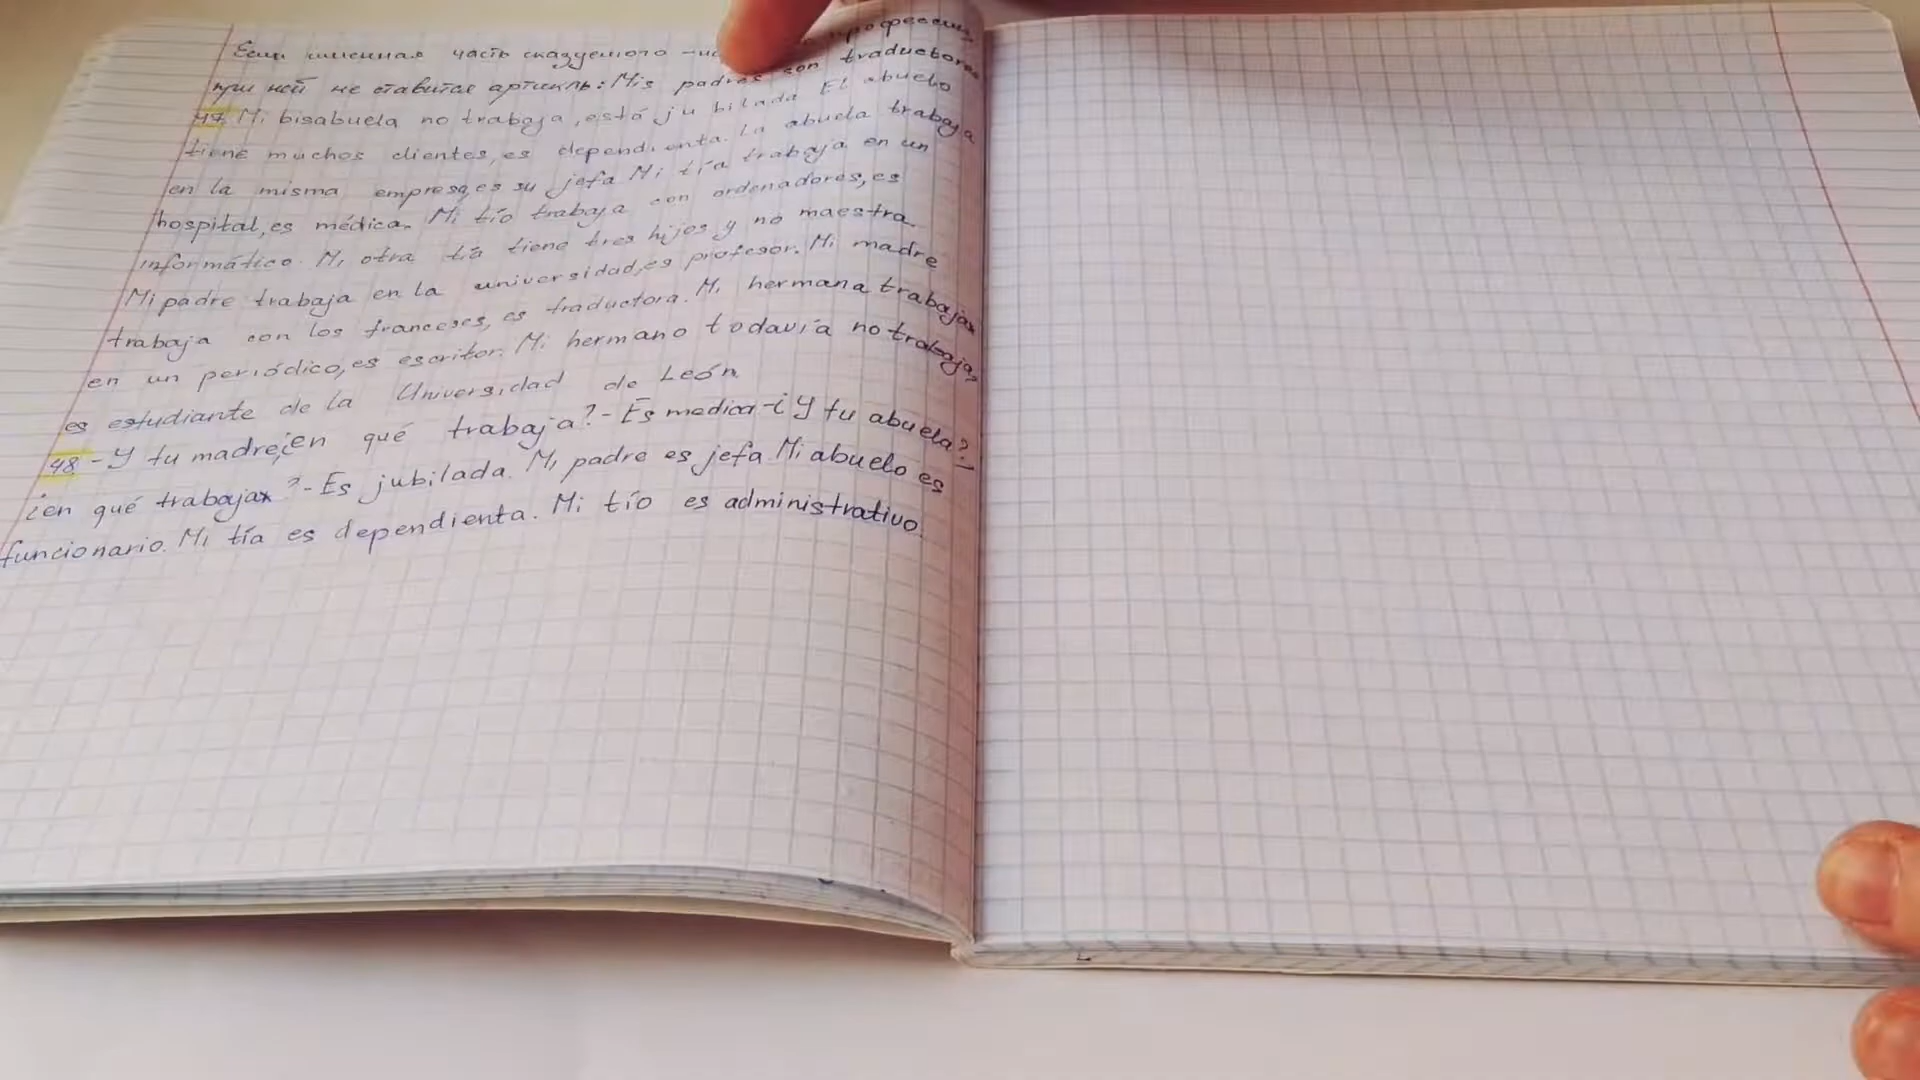 Если именная часть сказуемого - профессия,
при ней не ставится артикль: Mis padres son traductores
47. Mi bisabuela no trabaja, está jubilada El abuelo
tiene muchos clientes, es dependienta. La abuela trabaja
en la misma empresa, es su jefa Mi tía trabaja en un
hospital, es médica. Mi tío trabaja con ordenadores, es
informático. Mi otra tía tiene tres hijos y no maestra
Mi padre trabaja en la universidad, es profesor. Mi madre
trabaja con los franceses, es traductora. Mi hermana trabaja
en un periódico, es escritor. Mi hermano todavía no trabaja,
es estudiante de la Universidad de León
48 - Y tu madre, ¿en qué trabaja? - Es medica - ¿Y tu abuela?,
¿en qué trabaja? - Es jubilada. Mi padre es jefa Mi abuelo es
funcionario. Mi tía es dependienta. Mi tío es administrativo.